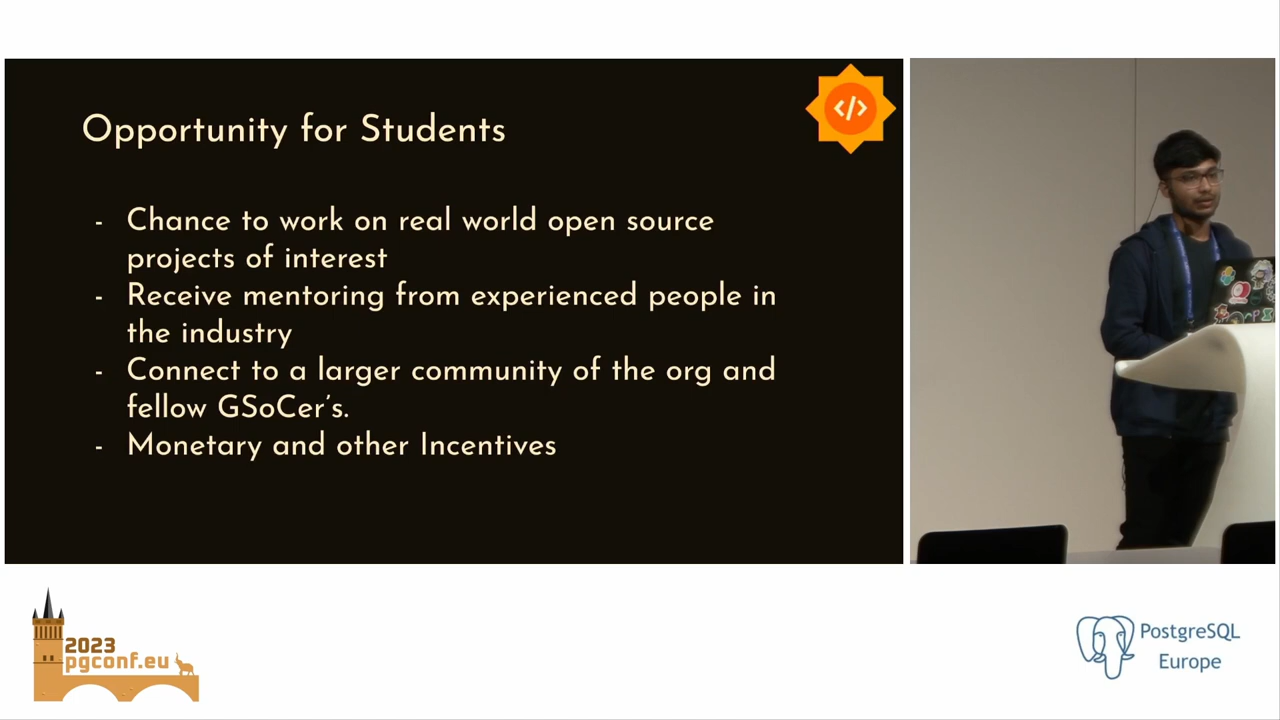 Opportunity for Students
</>
- Chance to work on real world open source
projects of interest
- Receive mentoring from experienced people in
the industry
- Connect to a larger community of the org and
fellow GSoCer's.
- Monetary and other Incentives
2023
pgconf.eu
PostgreSQL
Europe